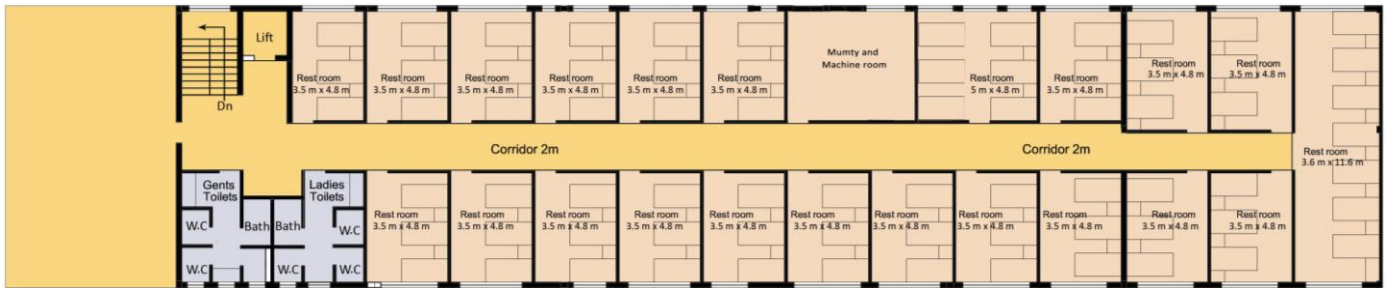 Lift
Dn
Rest room
3.5 m x 4.8 m
Rest room
3.5 m x 4.8 m
Rest room
3.5 m x 4.8 m
Rest room
3.5 m x 4.8 m
Rest room
3.5 m x 4.8 m
Rest room
3.5 m x 4.8 m
Mumty and
Machine room
Rest room
5 m x 4.8 m
Rest room
3.5 m x 4.8 m
Rest room
3.5 m x 4.8 m
Rest room
3.5 m x 4.8 m
Corridor 2m
Corridor 2m
Rest room
3.6 m x 11.6 m
Gents
Toilets
W.C
Bath
W.C
Ladies
Toilets
Bath
W.C
W.C
W.C
Rest room
3.5 m x 4.8 m
Rest room
3.5 m x 4.8 m
Rest room
3.5 m x 4.8 m
Rest room
3.5 m x 4.8 m
Rest room
3.5 m x 4.8 m
Rest room
3.5 m x 4.8 m
Rest room
3.5 m x 4.8 m
Rest room
3.5 m x 4.8 m
Rest room
3.5 m x 4.8 m
Rest room
3.5 m x 4.8 m
Rest room
3.5 m x 4.8 m